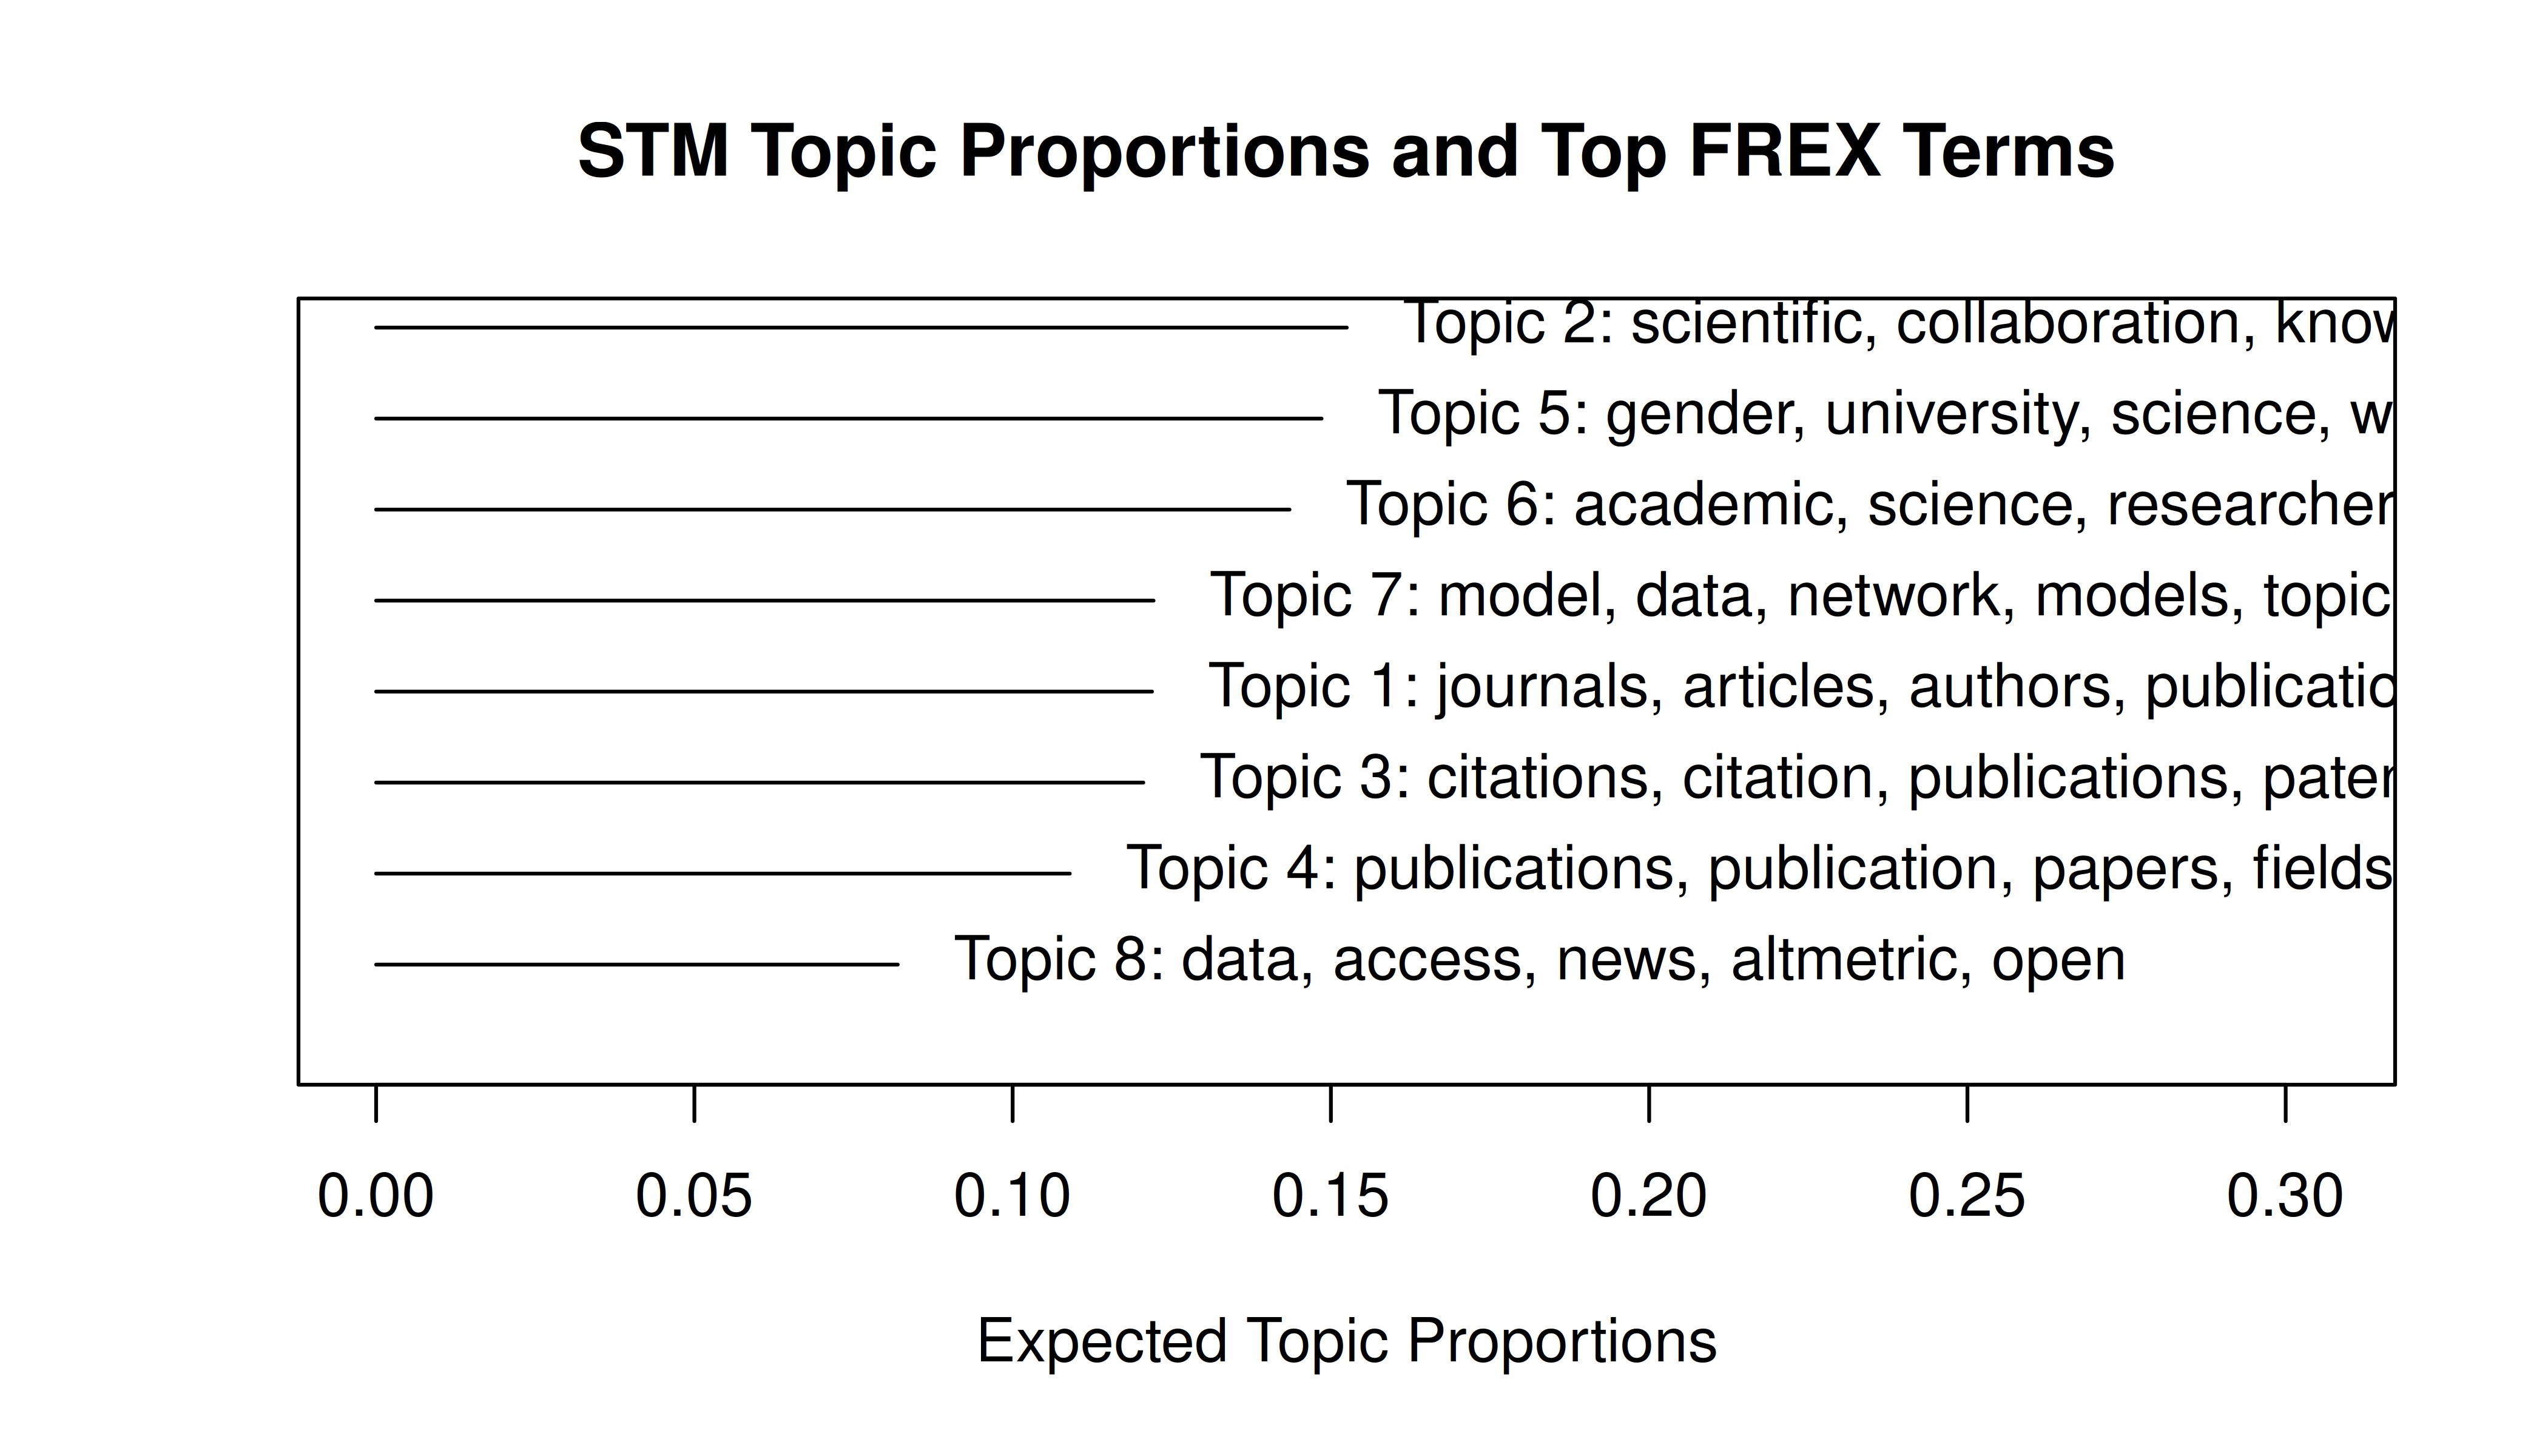 STM Topic Proportions and Top FREX Terms
Topic 2: scientific, collaboration,
Topic 5: gender, university, science,
Topic 6: academic, science, researcher
Topic 7: model, data, network, models, topic
Topic 1: journals, articles, authors,
Topic 3: citations, citation, publications,
Topic 4: publications, publication, papers, fields
Topic 8: data, access, news, altmetric, open
0.00 0.05 0.10 0.15 0.20 0.25 0.30
Expected Topic Proportions